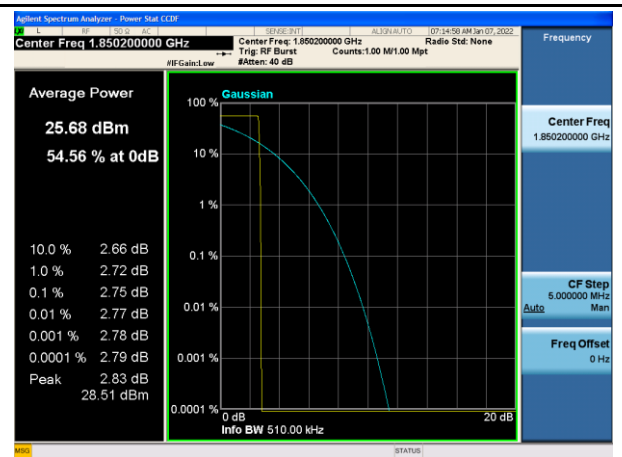 Agilent Spectrum Analyzer - Power Stat CCDF
L RF 50 Ω AC SENSE:INT ALIGN AUTO 07:14:58 AM Jan 07, 2022
Center Freq 1.850200000 GHz
Center Freq: 1.850200000 GHz Radio Std: None
Trig: RF Burst Counts:1.00 M/1.00 Mpt
#IFGain:Low #Atten: 40 dB
Frequency
Average Power
25.68 dBm
54.56 % at 0dB
10.0 % 2.66 dB
1.0 % 2.72 dB
0.1 % 2.75 dB
0.01 % 2.77 dB
0.001 % 2.78 dB
0.0001 % 2.79 dB
Peak 2.83 dB
28.51 dBm
Gaussian
100 %
10 %
1 %
0.1 %
0.01 %
0.001 %
0.0001 %
0 dB 20 dB
Info BW 510.00 kHz
Center Freq
1.850200000 GHz
CF Step
5.000000 MHz
Auto Man
Freq Offset
0 Hz
MSG STATUS